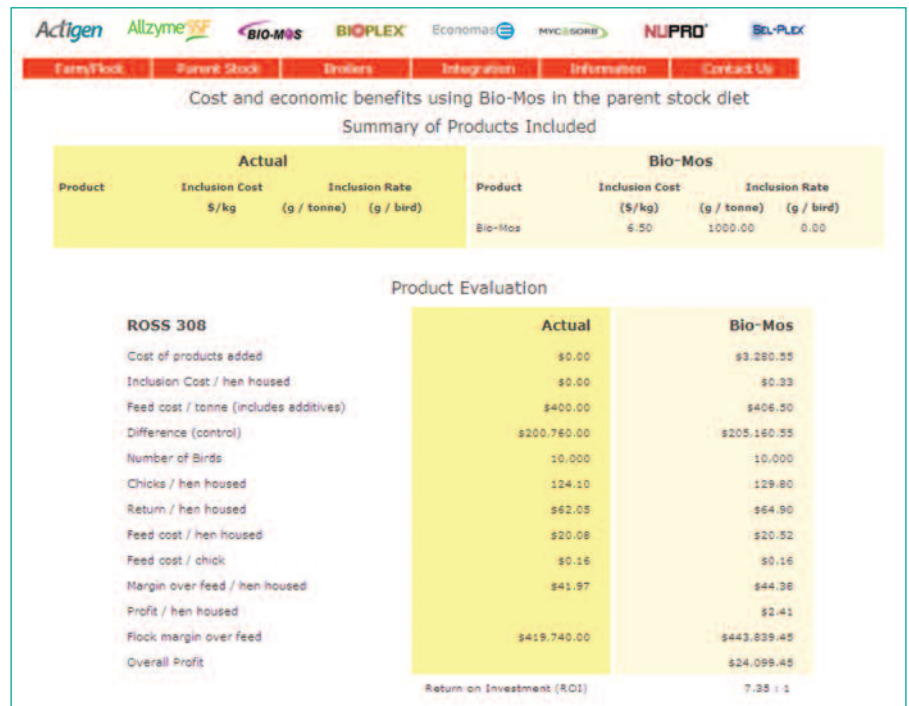 Actigen Allzyme SSF BIO-MOS BIOPLEX Economas MYCOSORB NUPRO SEL-PLEX
Farm/Flock Parent Stock Broilers Integration Information Contact Us
Cost and economic benefits using Bio-Mos in the parent stock diet
Summary of Products Included
Actual Bio-Mos
Product Inclusion Cost Inclusion Rate Product Inclusion Cost Inclusion Rate
$/kg (g / tonne) (g / bird) ($/kg) (g / tonne) (g / bird)
Bio-Mos 6.50 1000.00 0.00
Product Evaluation
ROSS 308 Actual Bio-Mos
Cost of products added $0.00 $3.280.55
Inclusion Cost / hen housed $0.00 $0.33
Feed cost / tonne (includes additives) $400.00 $406.50
Difference (control) $200.760.00 $205.160.55
Number of Birds 10.000 10.000
Chicks / hen housed 124.10 129.80
Return / hen housed $62.05 $64.90
Feed cost / hen housed $20.08 $20.52
Feed cost / chick $0.16 $0.16
Margin over feed / hen housed $41.97 $44.38
Profit / hen housed $2.41
Flock margin over feed $419.740.00 $443.839.45
Overall Profit $24.099.45
Return on Investment (ROI) 7.35 : 1